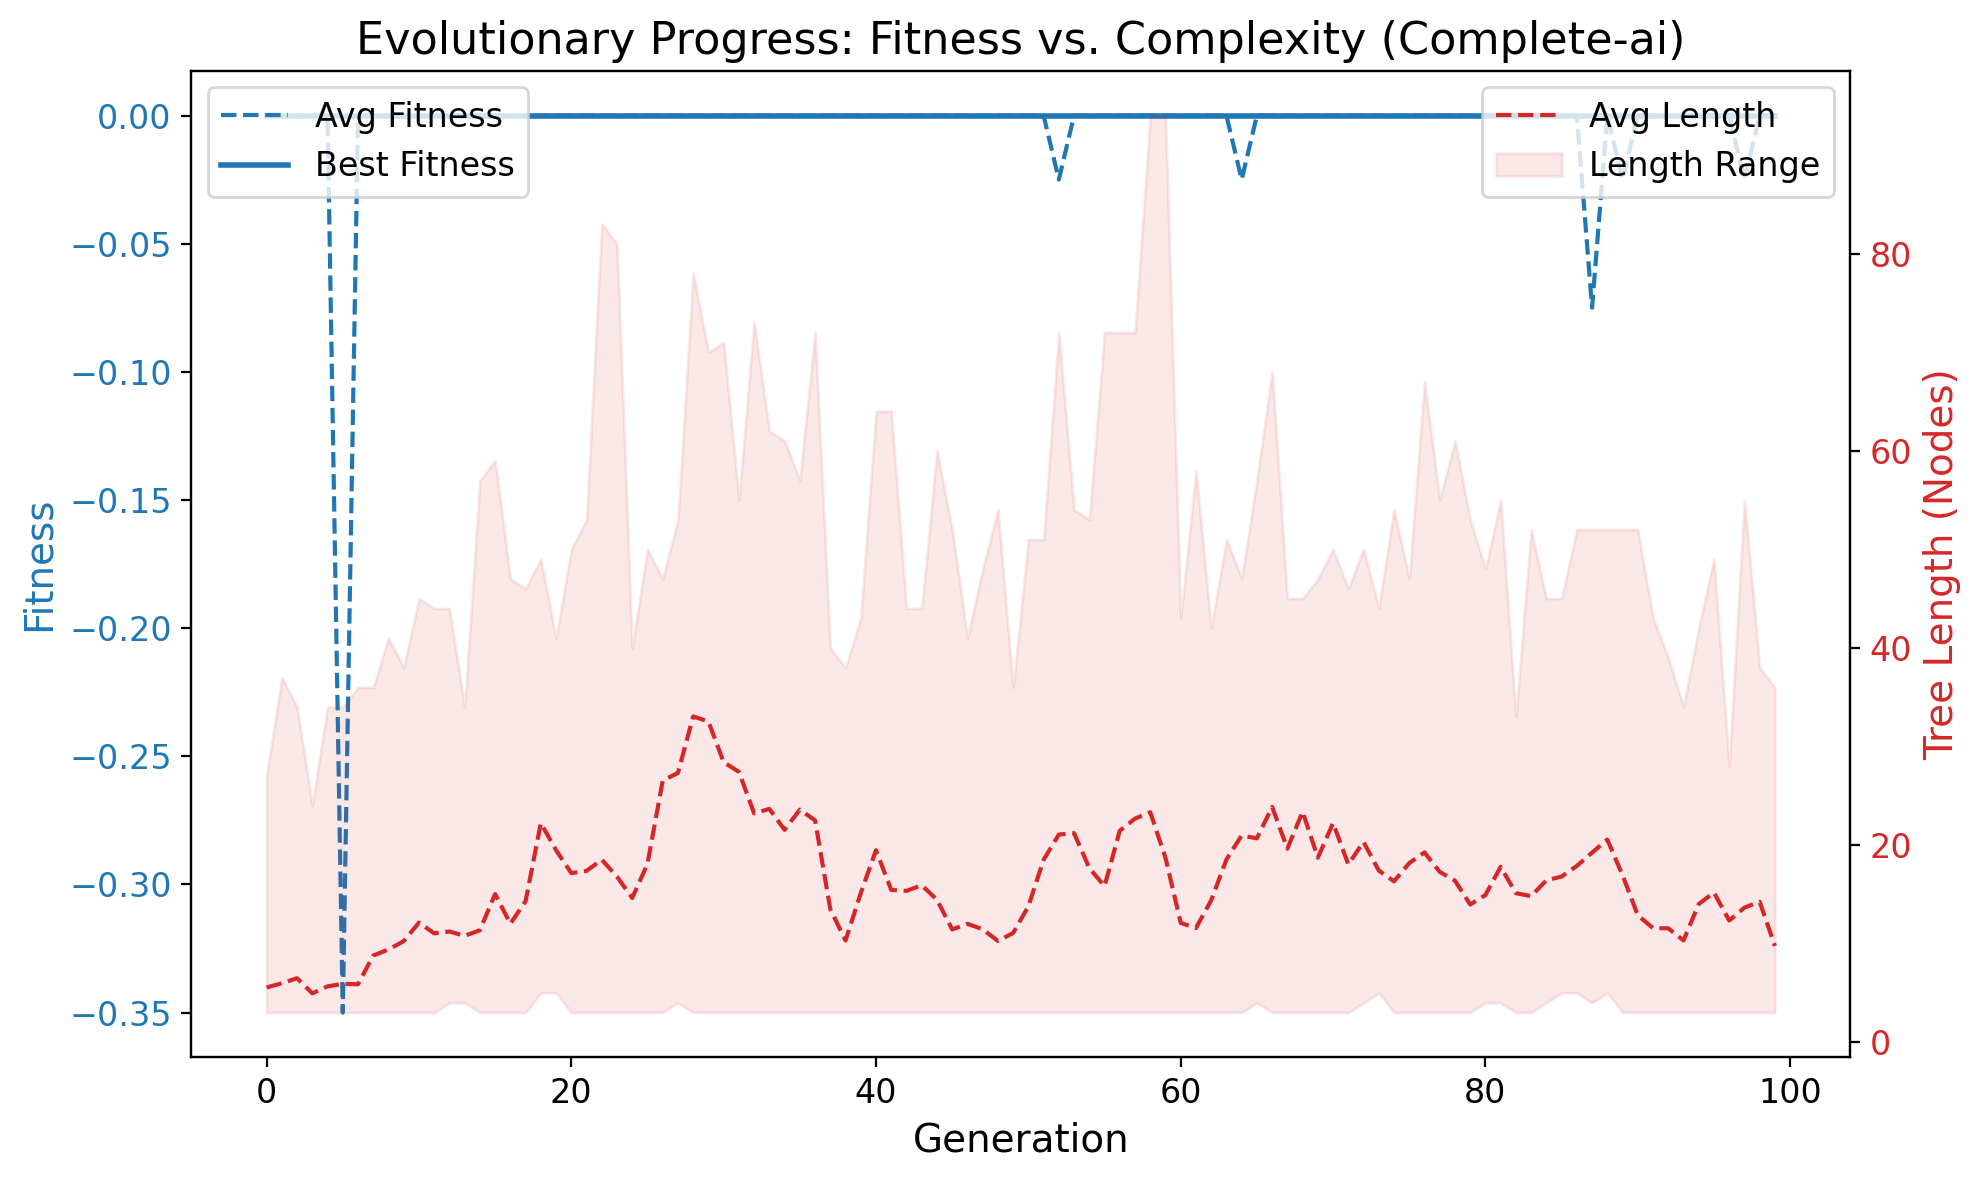 Evolutionary Progress: Fitness vs. Complexity (Complete-ai)
Avg Fitness
Best Fitness
Avg Length
Length Range
0.00
−0.05
−0.10
−0.15
−0.20
−0.25
−0.30
−0.35
Fitness
80
60
40
20
0
Tree Length (Nodes)
0 20 40 60 80 100
Generation